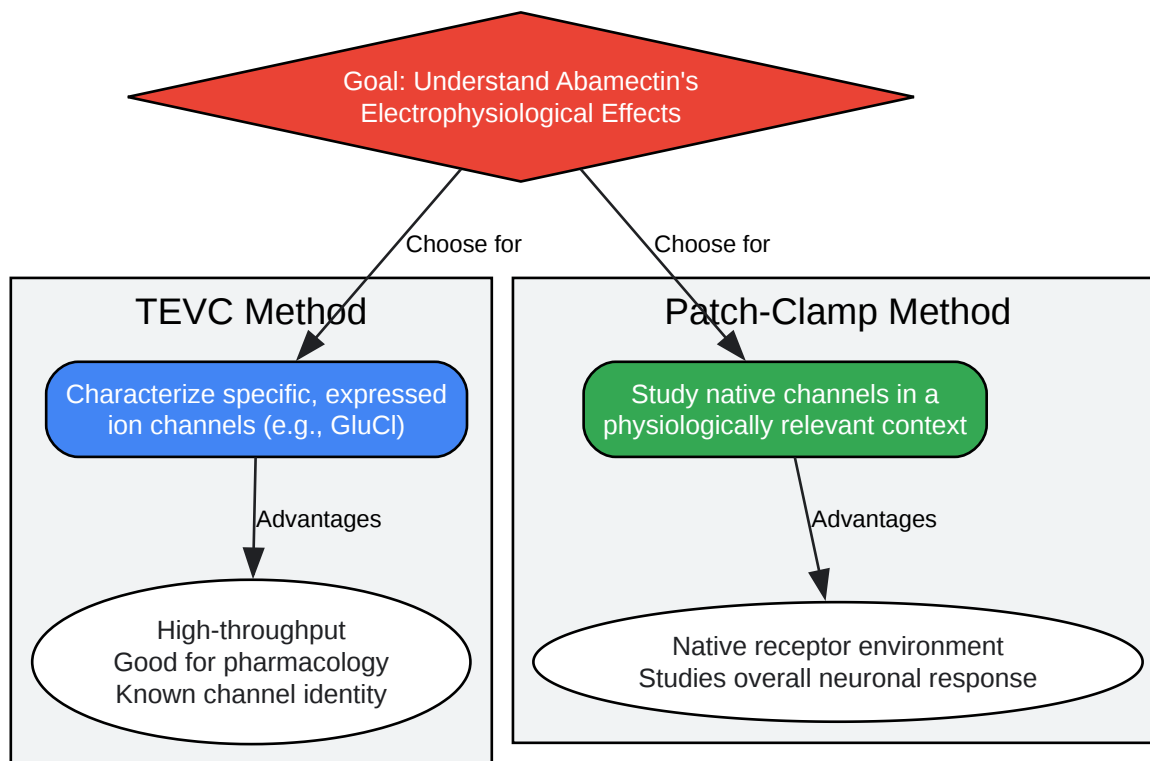 Goal: Understand Abamectin's
Electrophysiological Effects
Choose for
Choose for
TEVC Method
Patch-Clamp Method
Characterize specific, expressed
ion channels (e.g., GluCl)
Study native channels in a
physiologically relevant context
Advantages
Advantages
High-throughput
Good for pharmacology
Known channel identity
Native receptor environment
Studies overall neuronal response